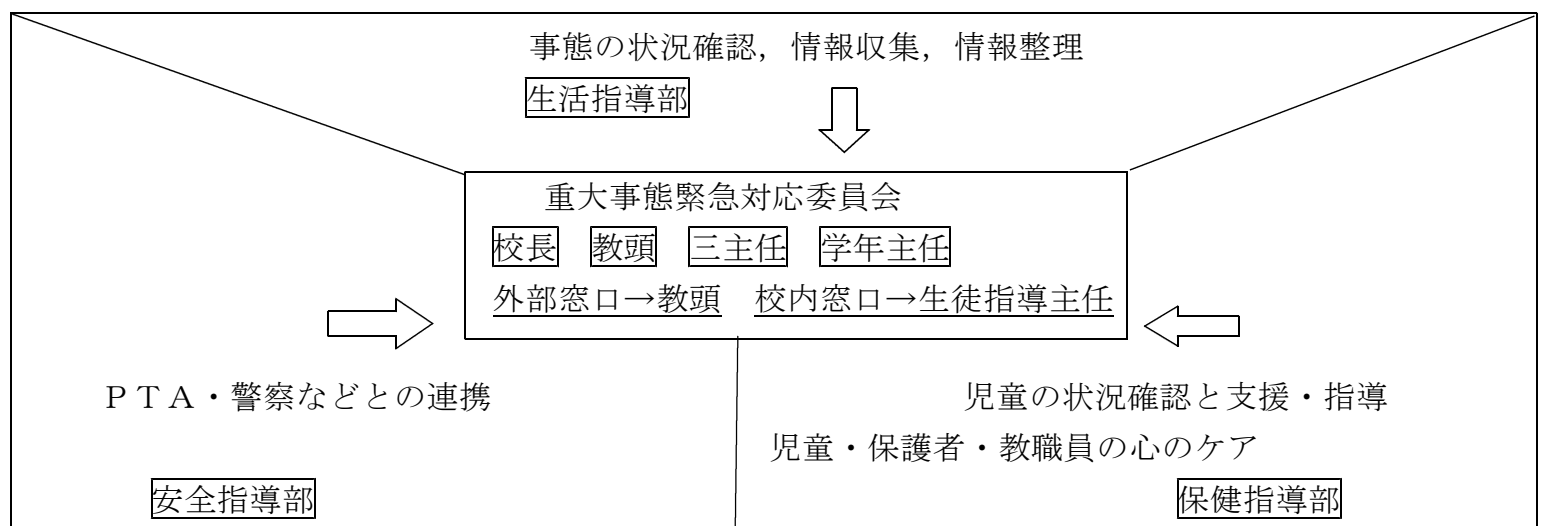 事態の状況確認，情報収集，情報整理
生活指導部
重大事態緊急対応委員会
校長 教頭 三主任 学年主任
外部窓口→教頭 校内窓口→生徒指導主任
ＰＴＡ・警察などとの連携
安全指導部
児童の状況確認と支援・指導
児童・保護者・教職員の心のケア
保健指導部